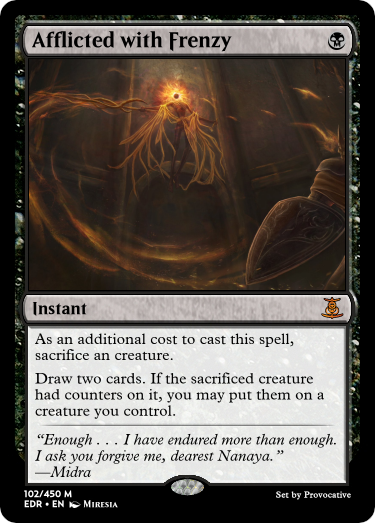 Afflicted with Frenzy
Instant
As an additional cost to cast this spell,
sacrifice an creature.
Draw two cards. If the sacrificed creature
had counters on it, you may put them on a
creature you control.
“Enough . . . I have endured more than enough.
I ask you forgive me, dearest Nanaya.”
—Midra
102/450 M
EDR • EN Miresia
Set by Provocative